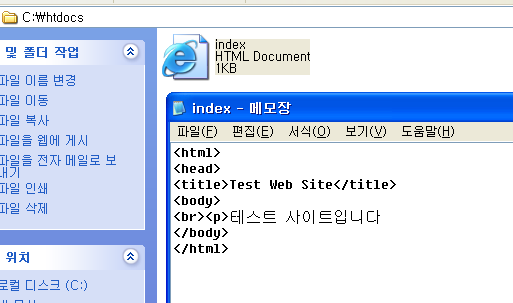 C:\htdocs
및 폴더 작업
파일 이름 변경
파일 이동
파일 복사
파일을 웹에 게시
파일을 전자 메일로 보
내기
파일 인쇄
파일 삭제
위치
로컬 디스크 (C:)
index
HTML Document
1KB
index - 메모장
파일(F) 편집(E) 서식(O) 보기(V) 도움말(H)
<html>
<head>
<title>Test Web Site</title>
<body>
<br><p>테스트 사이트입니다
</body>
</html>